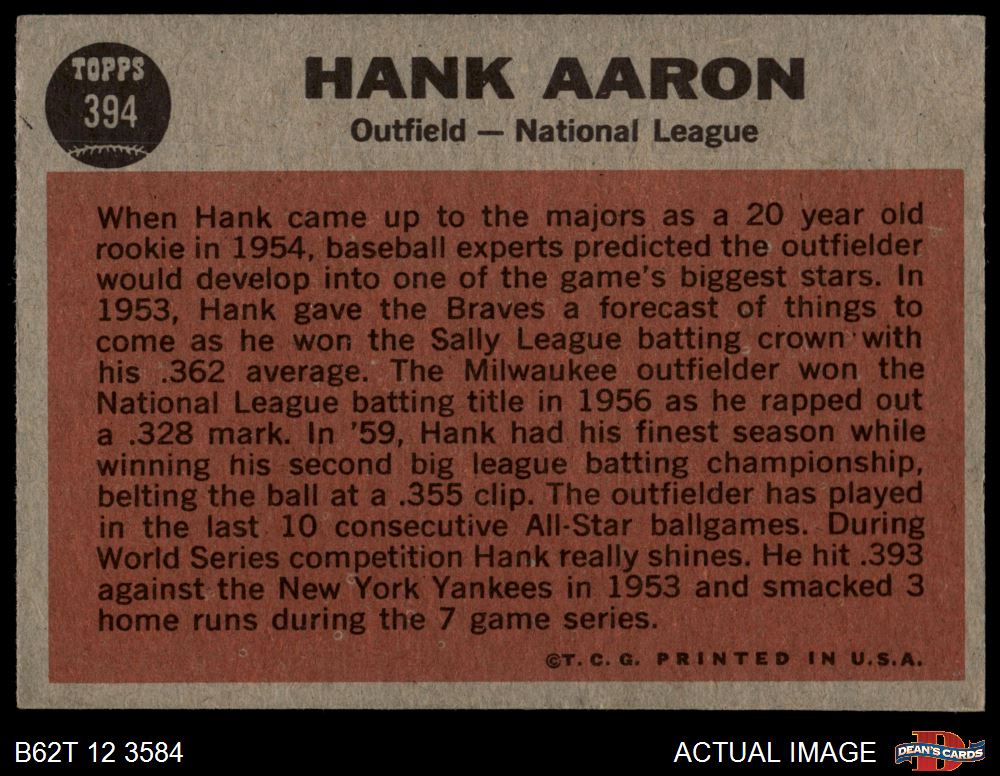 TOPPS
394
HANK AARON
Outfield — National League
When Hank came up to the majors as a 20 year old
rookie in 1954, baseball experts predicted the outfielder
would develop into one of the game's biggest stars. In
1953, Hank gave the Braves a forecast of things to
come as he won the Sally League batting crown with
his .362 average. The Milwaukee outfielder won the
National League batting title in 1956 as he rapped out
a .328 mark. In '59, Hank had his finest season while
winning his second big league batting championship,
belting the ball at a .355 clip. The outfielder has played
in the last 10 consecutive All-Star ballgames. During
World Series competition Hank really shines. He hit .393
against the New York Yankees in 1953 and smacked 3
home runs during the 7 game series.
©T. C. G. PRINTED IN U.S.A.
B62T 12 3584
ACTUAL IMAGE
DEAN'S CARDS